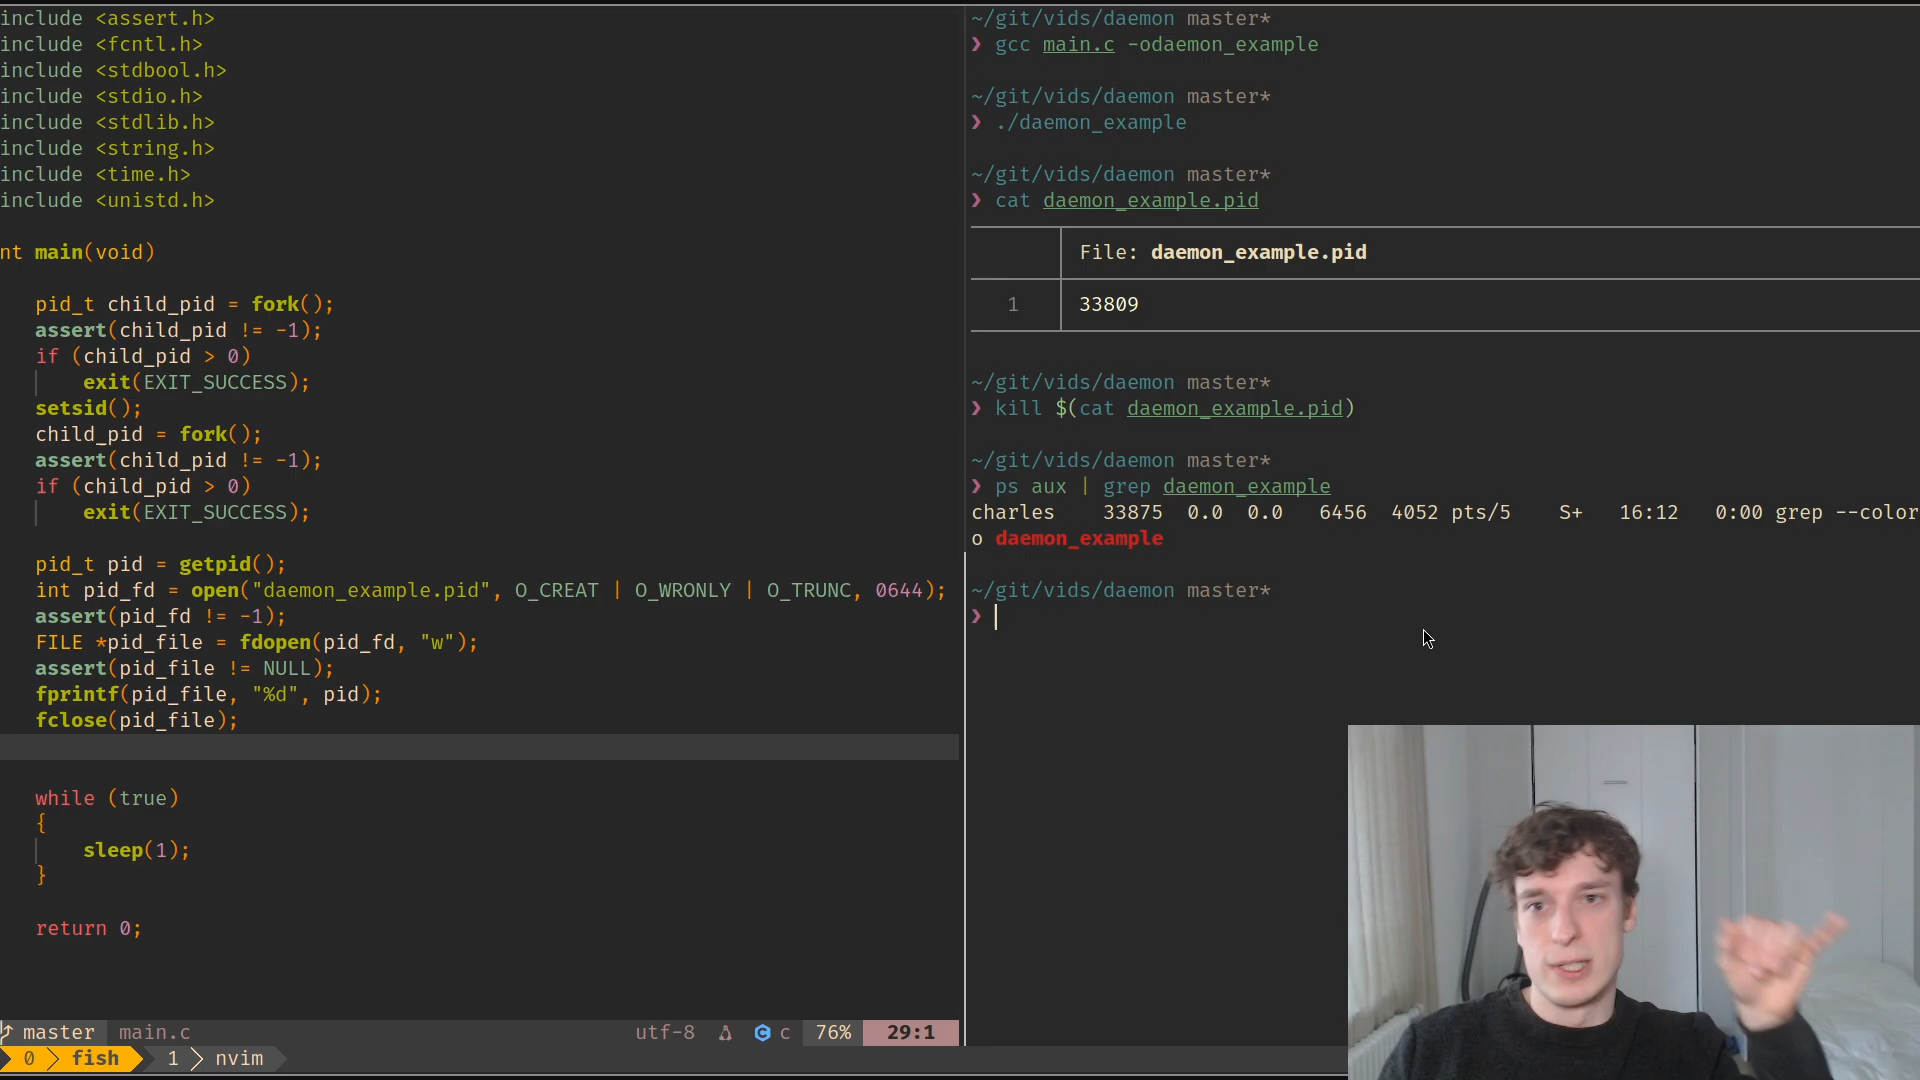 include <assert.h>
include <fcntl.h>
include <stdbool.h>
include <stdio.h>
include <stdlib.h>
include <string.h>
include <time.h>
include <unistd.h>
nt main(void)
pid_t child_pid = fork();
assert(child_pid != -1);
if (child_pid > 0)
exit(EXIT_SUCCESS);
setsid();
child_pid = fork();
assert(child_pid != -1);
if (child_pid > 0)
exit(EXIT_SUCCESS);
pid_t pid = getpid();
int pid_fd = open("daemon_example.pid", O_CREAT | O_WRONLY | O_TRUNC, 0644);
assert(pid_fd != -1);
FILE *pid_file = fdopen(pid_fd, "w");
assert(pid_file != NULL);
fprintf(pid_file, "%d", pid);
fclose(pid_file);
while (true)
{
sleep(1);
}
return 0;
master main.c utf-8 c 76% 29:1
0 fish 1 nvim
~/git/vids/daemon master*
❯ gcc main.c -odaemon_example
~/git/vids/daemon master*
❯ ./daemon_example
~/git/vids/daemon master*
❯ cat daemon_example.pid
File: daemon_example.pid
1 33809
~/git/vids/daemon master*
❯ kill $(cat daemon_example.pid)
~/git/vids/daemon master*
❯ ps aux | grep daemon_example
charles 33875 0.0 0.0 6456 4052 pts/5 S+ 16:12 0:00 grep --color
o daemon_example
~/git/vids/daemon master*
❯